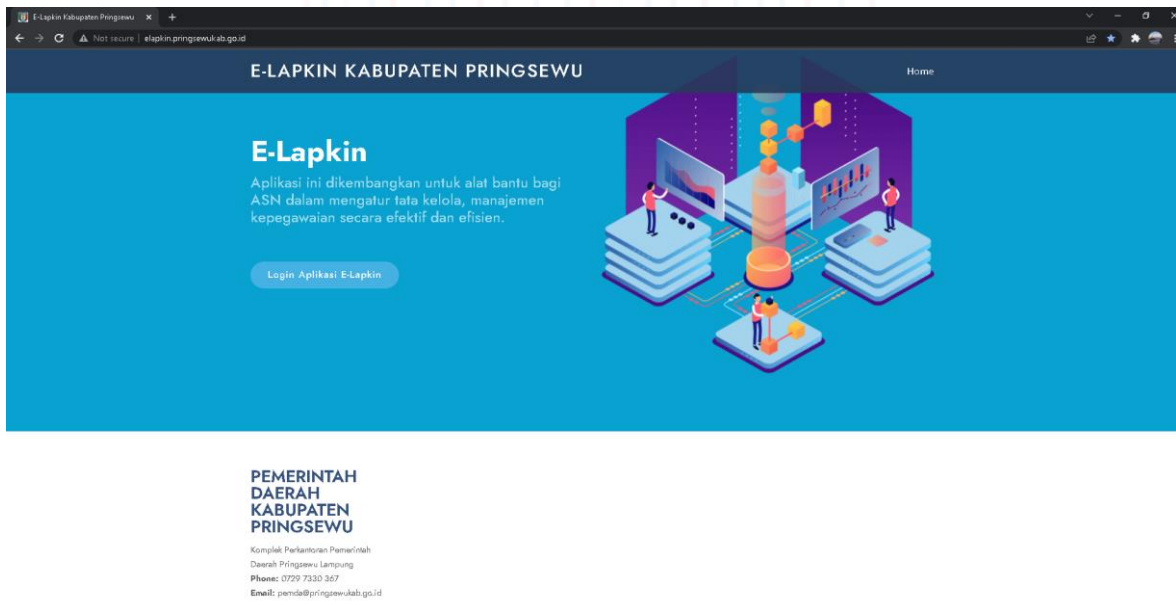 E-Lapkin Kabupaten Pringsewu
Not secure | elapkin.pringsewukab.go.id
E-LAPKIN KABUPATEN PRINGSEWU
Home
E-Lapkin
Aplikasi ini dikembangkan untuk alat bantu bagi
ASN dalam mengatur tata kelola, manajemen
kepegawaian secara efektif dan efisien.
Login Aplikasi E-Lapkin
PEMERINTAH
DAERAH
KABUPATEN
PRINGSEWU
Komplek Perkantoran Pemerintah
Daerah Pringsewu Lampung
Phone: 0729 7330 367
Email: pemda@pringsewukab.go.id